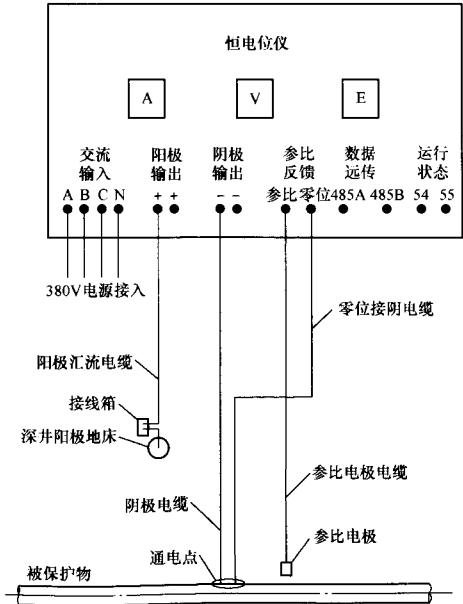 恒电位仪
A V E
交流 阳极 阴极 参比 数据 运行
输入 输出 输出 反馈 远传 状态
A B C N + + − − 参比 零位 485A 485B 54 55
380V电源接入
零位接阴电缆
阳极汇流电缆
接线箱
深井阳极地床
参比电极电缆
阴极电缆
参比电极
通电点
被保护物